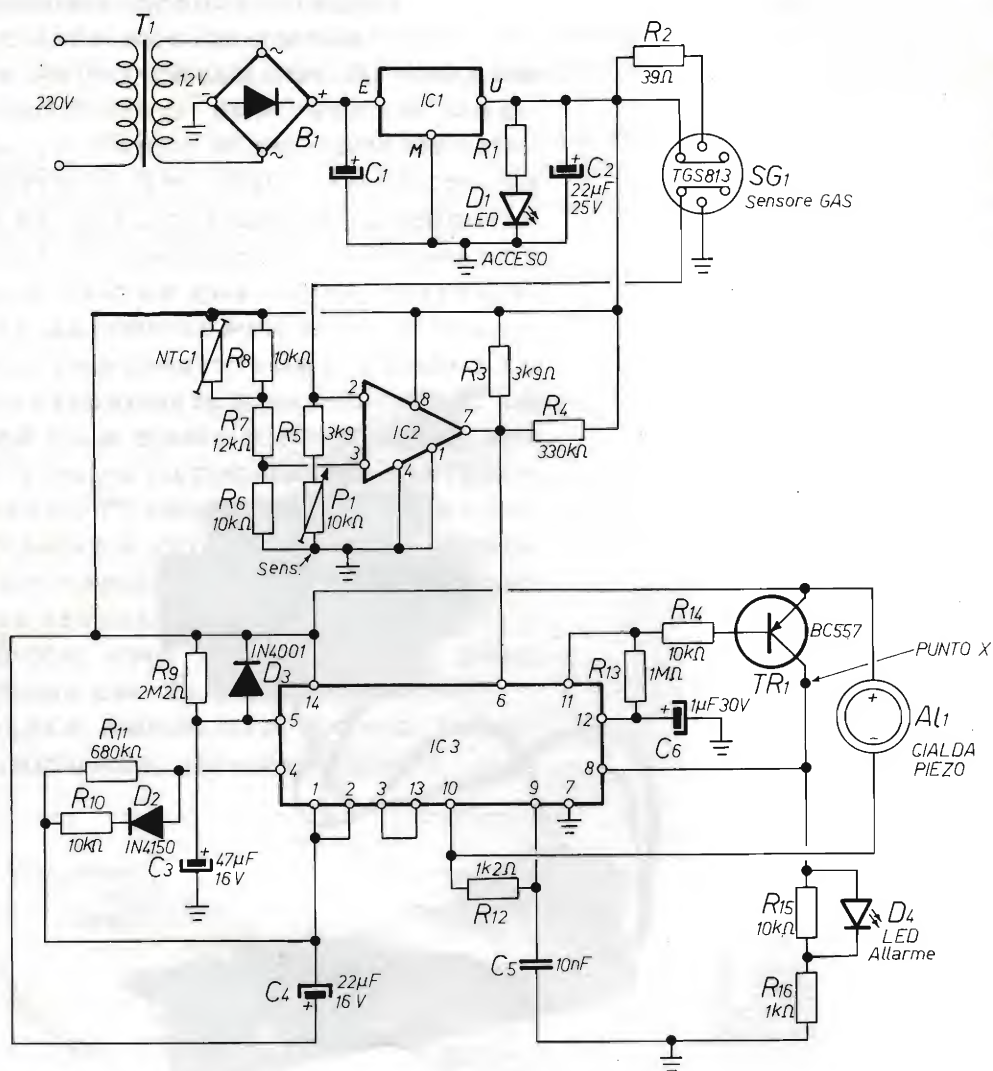 T1
220V
12V
~
~
-
+
B1
E
IC1
U
M
+
C1
R1
D1
LED
ACCESO
+
C2
22µF
25V
R2
39Ω
TGS813
SG1
Sensore GAS
NTC1
R8
10kΩ
R7
12kΩ
R5
3k9
R6
10kΩ
P1
10kΩ
Sens.
2
3
IC2
8
7
1
4
R3
3k9Ω
R4
330kΩ
R9
2M2Ω
IN4001
D3
R11
680kΩ
R10
10kΩ
D2
IN4150
C3
+
47µF
16V
C4
22µF
16V
+
14
6
11
5
12
IC3
4
8
1
2
3
13
10
9
7
R14
10kΩ
R13
1MΩ
+
1µF30V
C6
BC557
TR1
PUNTO X
+
-
Al1
CIALDA
PIEZO
1k2Ω
R12
C5
10nF
R15
10kΩ
D4
LED
Allarme
R16
1kΩ